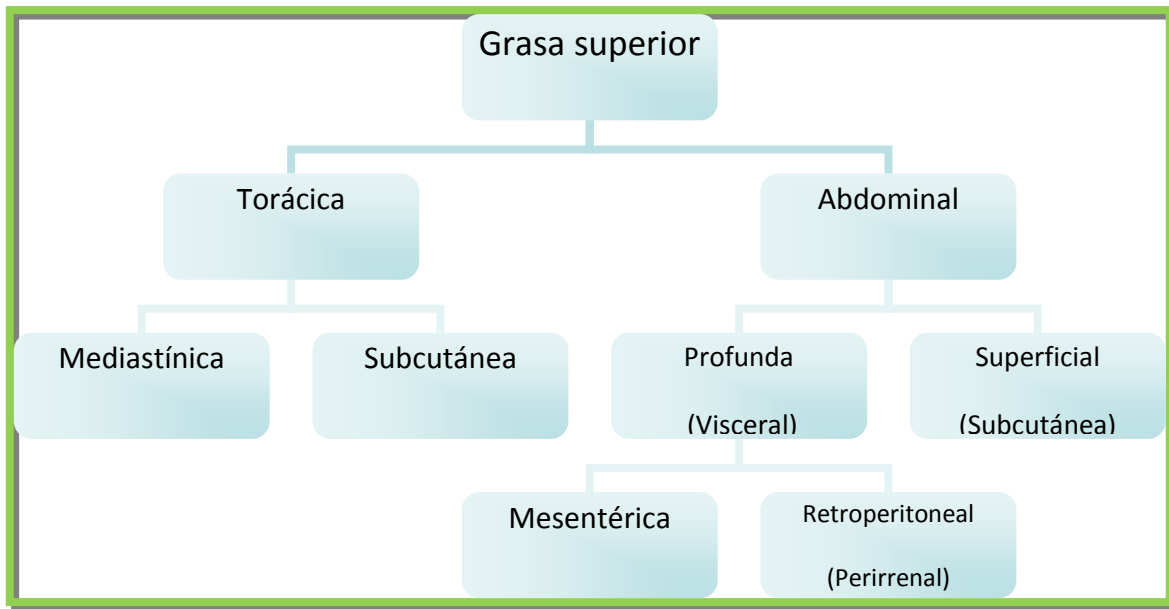 Grasa superior
Torácica
Abdominal
Mediastínica
Subcutánea
Profunda
(Visceral)
Superficial
(Subcutánea)
Mesentérica
Retroperitoneal
(Perirrenal)